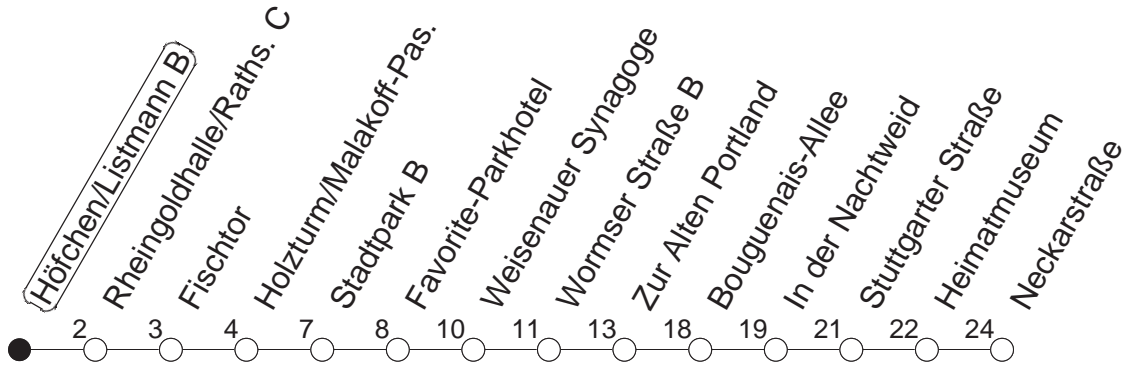 Höfchen/Listmann B
Rheingoldhalle/Raths. C
Fischtor
Holzturm/Malakoff-Pas.
Stadtpark B
Favorite-Parkhotel
Weisenauer Synagoge
Wormser Straße B
Zur Alten Portland
Bouguenais-Allee
In der Nachtweid
Stuttgarter Straße
Heimatmuseum
Neckarstraße
2 3 4 7 8 10 11 13 18 19 21 22 24